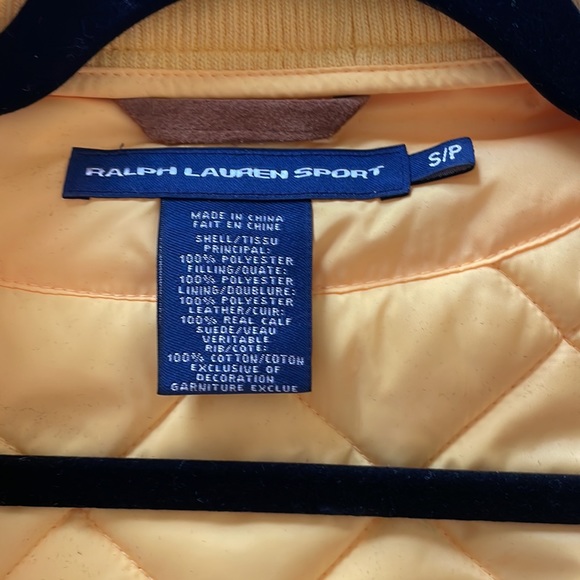 RALPH LAUREN SPORT
S/P
MADE IN CHINA
FAIT EN CHINE
SHELL/TISSU
PRINCIPAL:
100% POLYESTER
FILLING/OUATE:
100% POLYESTER
LINING/DOUBLURE:
100% POLYESTER
LEATHER/CUIR:
100% REAL CALF
SUEDE/VEAU
VERITABLE
RIB/COTE:
100% COTTON/COTON
EXCLUSIVE OF
DECORATION
GARNITURE EXCLUE